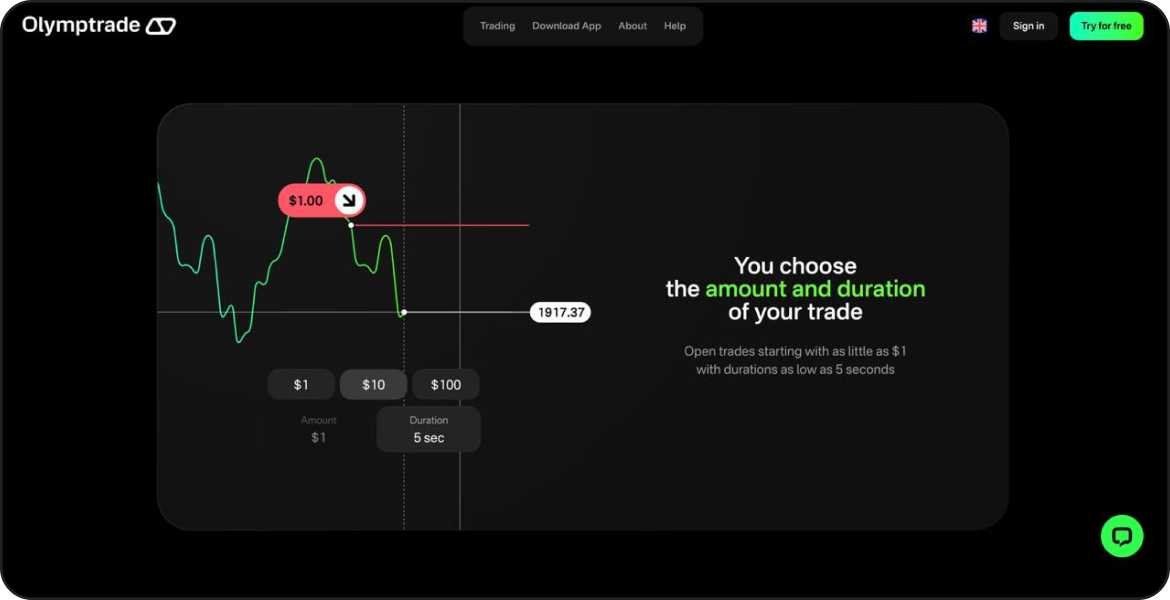 Olymptrade
Trading Download App About Help
Sign in
Try for free
$1.00
1917.37
$1 $10 $100
Amount
$1
Duration
5 sec
You choose
the amount and duration
of your trade
Open trades starting with as little as $1
with durations as low as 5 seconds